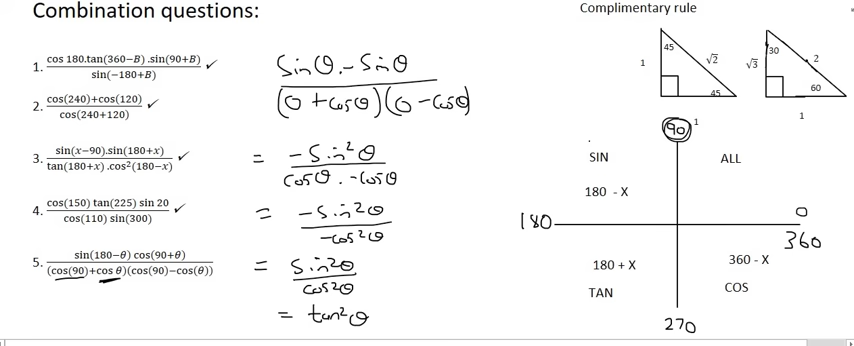 Combination questions:
1. cos 180.tan(360−B) .sin(90+B) / sin(−180+B) ✓
2. cos(240)+cos(120) / cos(240+120) ✓
3. sin(x−90).sin(180+x) / tan(180+x) .cos²(180−x) ✓
4. cos(150) tan(225) sin 20 / cos(110) sin(300) ✓
5. sin(180−θ) cos(90+θ) / (cos(90)+cos θ)(cos(90)−cos(θ))
sinθ.-sinθ / (0+cosθ)(0-cosθ)
= -sin²θ / cosθ.-cosθ
= -sin²θ / -cos²θ
= sin²θ / cos²θ
= tan²θ
Complimentary rule
1 45 √2 45 1
√3 30 2 60 1
90
SIN ALL
180 - X
180 0
360
180 + X 360 - X
TAN COS
270